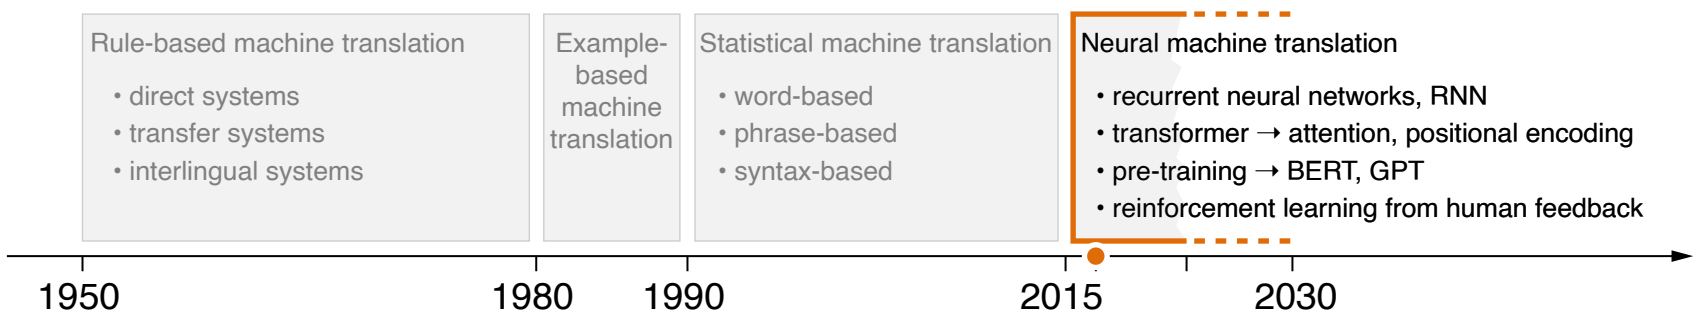 Rule-based machine translation
• direct systems
• transfer systems
• interlingual systems
Example-
based
machine
translation
Statistical machine translation
• word-based
• phrase-based
• syntax-based
Neural machine translation
• recurrent neural networks, RNN
• transformer → attention, positional encoding
• pre-training → BERT, GPT
• reinforcement learning from human feedback
1950
1980
1990
2015
2030